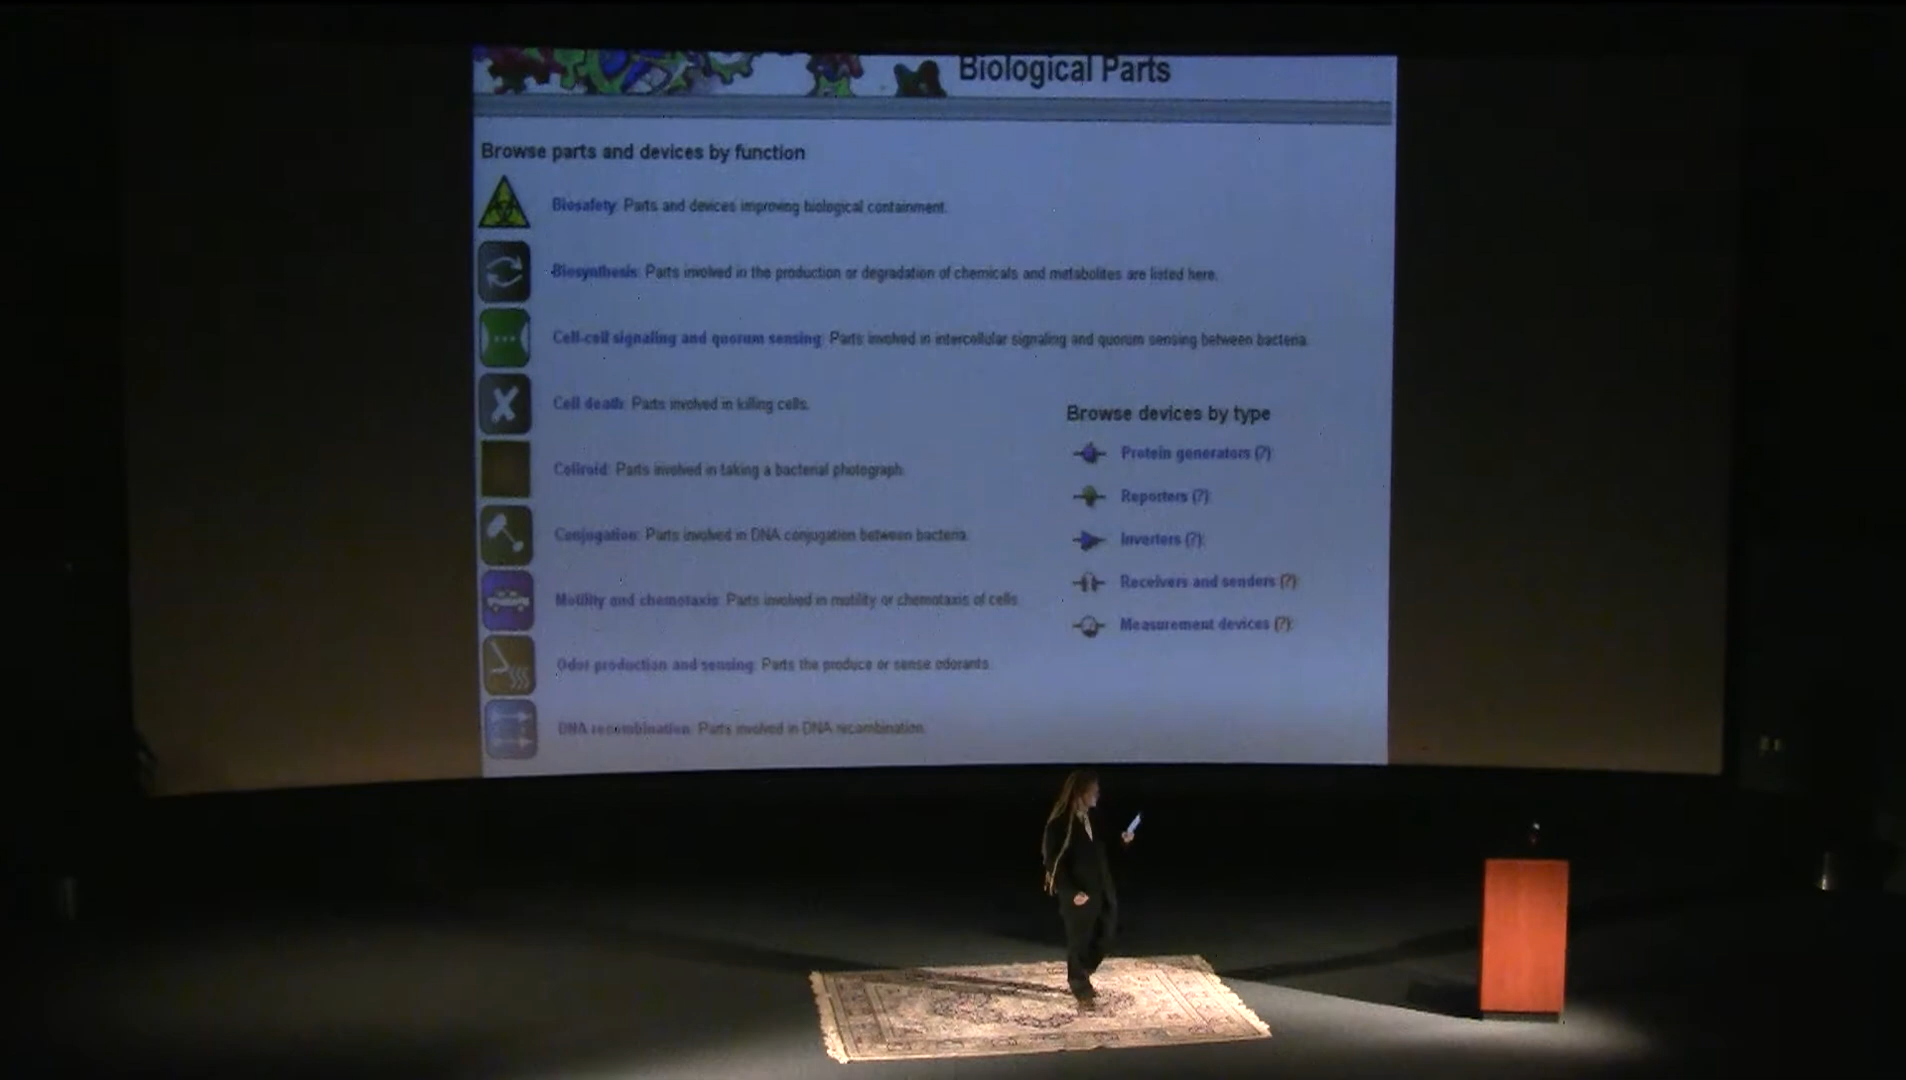 Biological Parts
Browse parts and devices by function
Biosafety: Parts and devices improving biological containment.
Biosynthesis: Parts involved in the production or degradation of chemicals and metabolites are listed here.
Cell-cell signaling and quorum sensing: Parts involved in intercellular signaling and quorum sensing between bacteria.
Cell death: Parts involved in killing cells.
Coliroid: Parts involved in taking a bacterial photograph.
Conjugation: Parts involved in DNA conjugation between bacteria.
Motility and chemotaxis: Parts involved in motility or chemotaxis of cells.
Odor production and sensing: Parts the produce or sense odorants.
DNA recombination: Parts involved in DNA recombination.
Browse devices by type
Protein generators (?):
Reporters (?):
Inverters (?):
Receivers and senders (?):
Measurement devices (?):